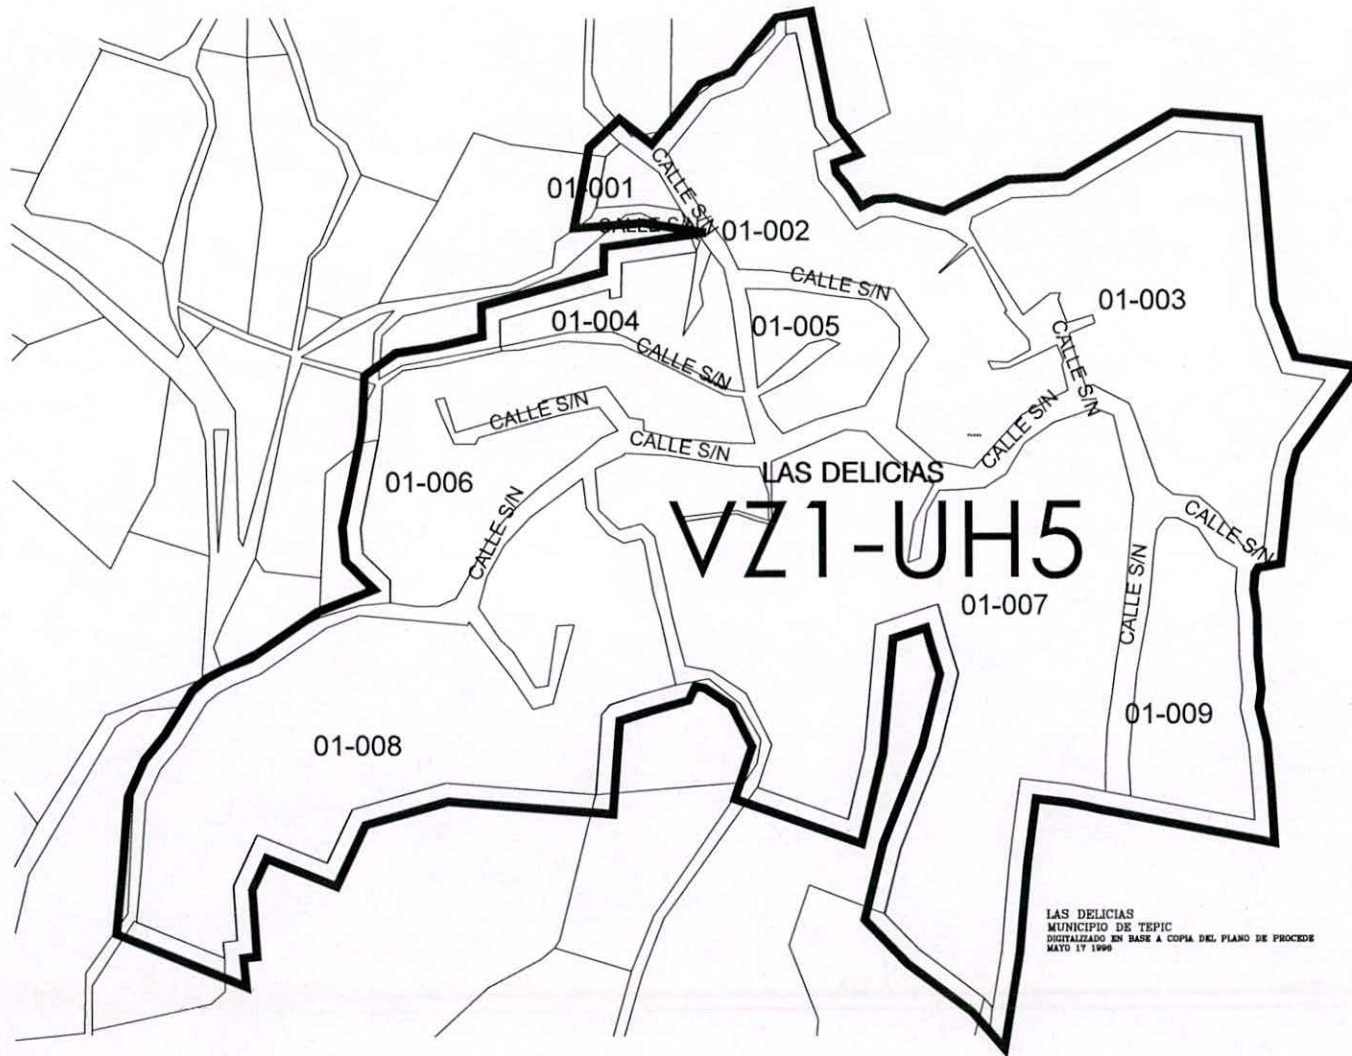 CALLE S/N
01-001
CALLE S/N
01-002
CALLE S/N
01-003
01-004
01-005
CALLE S/N
CALLE S/N
CALLE S/N
CALLE S/N
CALLE S/N
LAS DELICIAS
01-006
VZ1-UH5
CALLE S/N
CALLE S/N
CALLE S/N
01-007
01-009
01-008
LAS DELICIAS
MUNICIPIO DE TEPIC
DIGITALIZADO EN BASE A COPIA DEL PLANO DE PROCEDE
MAYO 17 1996